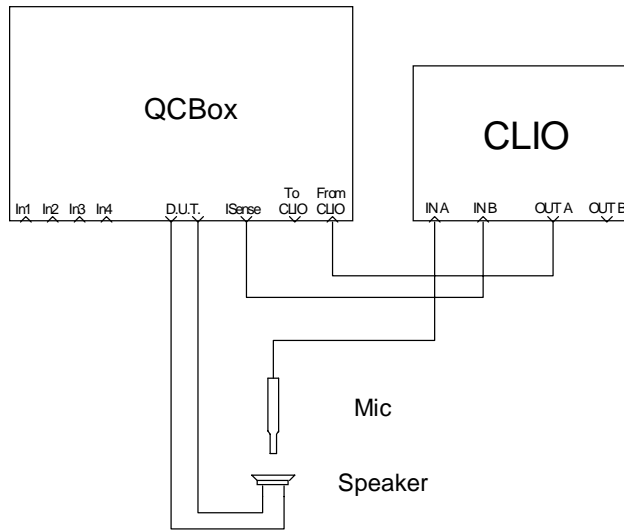 QCBox
CLIO
In1 In2 In3 In4 D.U.T. ISense To CLIO From CLIO
IN A IN B OUT A OUT B
Mic
Speaker